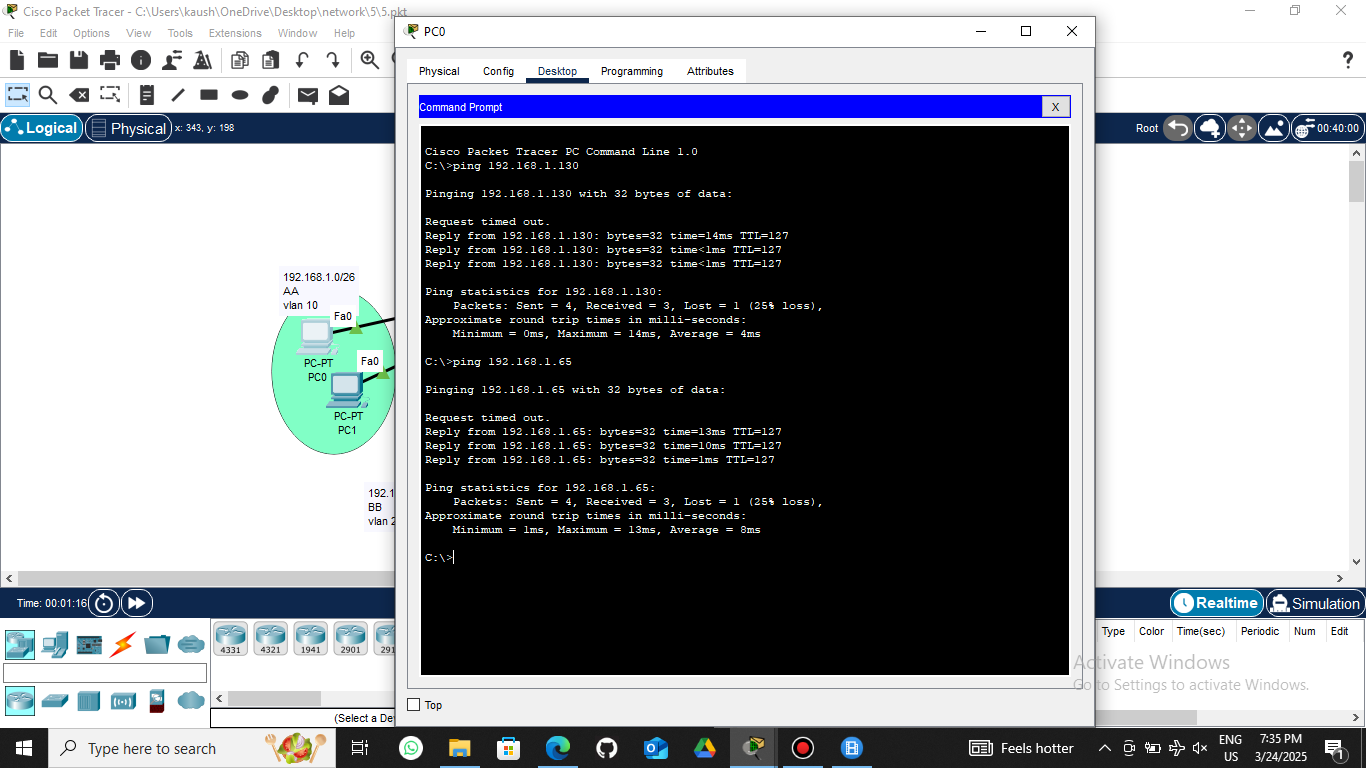 Cisco Packet Tracer - C:\Users\kaush\OneDrive\Desktop\network\5\5.pkt
File Edit Options View Tools Extensions Window Help
Logical Physical x: 343, y: 198
Root 00:40:00
PC0
Physical Config Desktop Programming Attributes
Command Prompt X
Cisco Packet Tracer PC Command Line 1.0
C:\>ping 192.168.1.130
Pinging 192.168.1.130 with 32 bytes of data:
Request timed out.
Reply from 192.168.1.130: bytes=32 time=14ms TTL=127
Reply from 192.168.1.130: bytes=32 time<1ms TTL=127
Reply from 192.168.1.130: bytes=32 time<1ms TTL=127
Ping statistics for 192.168.1.130:
Packets: Sent = 4, Received = 3, Lost = 1 (25% loss),
Approximate round trip times in milli-seconds:
Minimum = 0ms, Maximum = 14ms, Average = 4ms
C:\>ping 192.168.1.65
Pinging 192.168.1.65 with 32 bytes of data:
Request timed out.
Reply from 192.168.1.65: bytes=32 time=13ms TTL=127
Reply from 192.168.1.65: bytes=32 time=10ms TTL=127
Reply from 192.168.1.65: bytes=32 time=1ms TTL=127
Ping statistics for 192.168.1.65:
Packets: Sent = 4, Received = 3, Lost = 1 (25% loss),
Approximate round trip times in milli-seconds:
Minimum = 1ms, Maximum = 13ms, Average = 8ms
C:\>
Top
192.168.1.0/26
AA
vlan 10
Fa0
PC-PT
PC0
Fa0
PC-PT
PC1
192.1
BB
vlan 2
Time: 00:01:16
Realtime Simulation
4331 4321 1941 2901 291
(Select a De
Type Color Time(sec) Periodic Num Edit
Activate Windows
Go to Settings to activate Windows.
Type here to search
Feels hotter
ENG
US
7:35 PM
3/24/2025
1